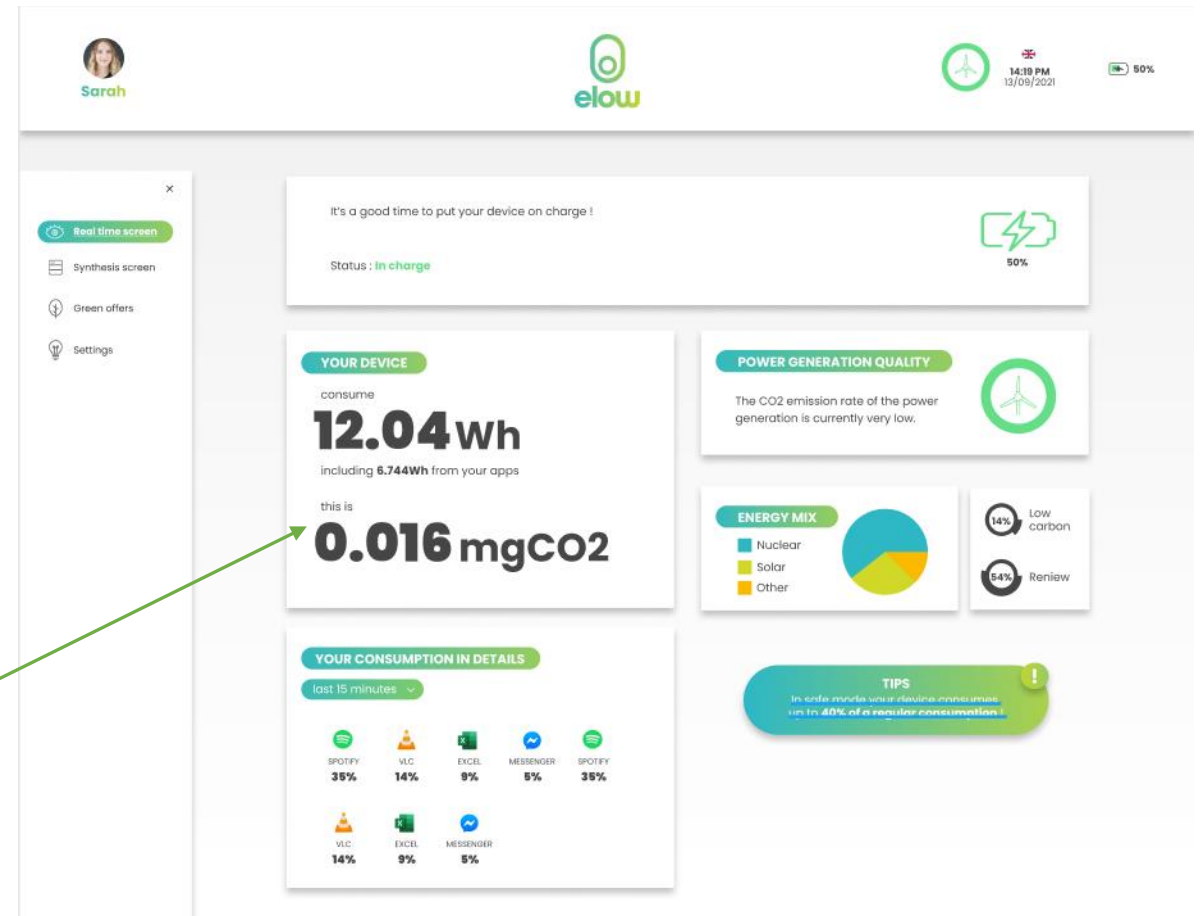 Sarah
elow
14:19 PM
13/09/2021
50%
Real time screen
Synthesis screen
Green offers
Settings
It's a good time to put your device on charge !
Status : In charge
50%
YOUR DEVICE
consume
12.04 Wh
including 6.744Wh from your apps
this is
0.016 mgCO2
POWER GENERATION QUALITY
The CO2 emission rate of the power
generation is currently very low.
ENERGY MIX
Nuclear
Solar
Other
14%
Low
carbon
54%
Reniew
YOUR CONSUMPTION IN DETAILS
last 15 minutes
SPOTIFY
VLC
EXCEL
MESSENGER
SPOTIFY
35%
14%
9%
5%
35%
VLC
EXCEL
MESSENGER
14%
9%
5%
TIPS
In safe mode your device consumes
up to 40% of a regular consumption !